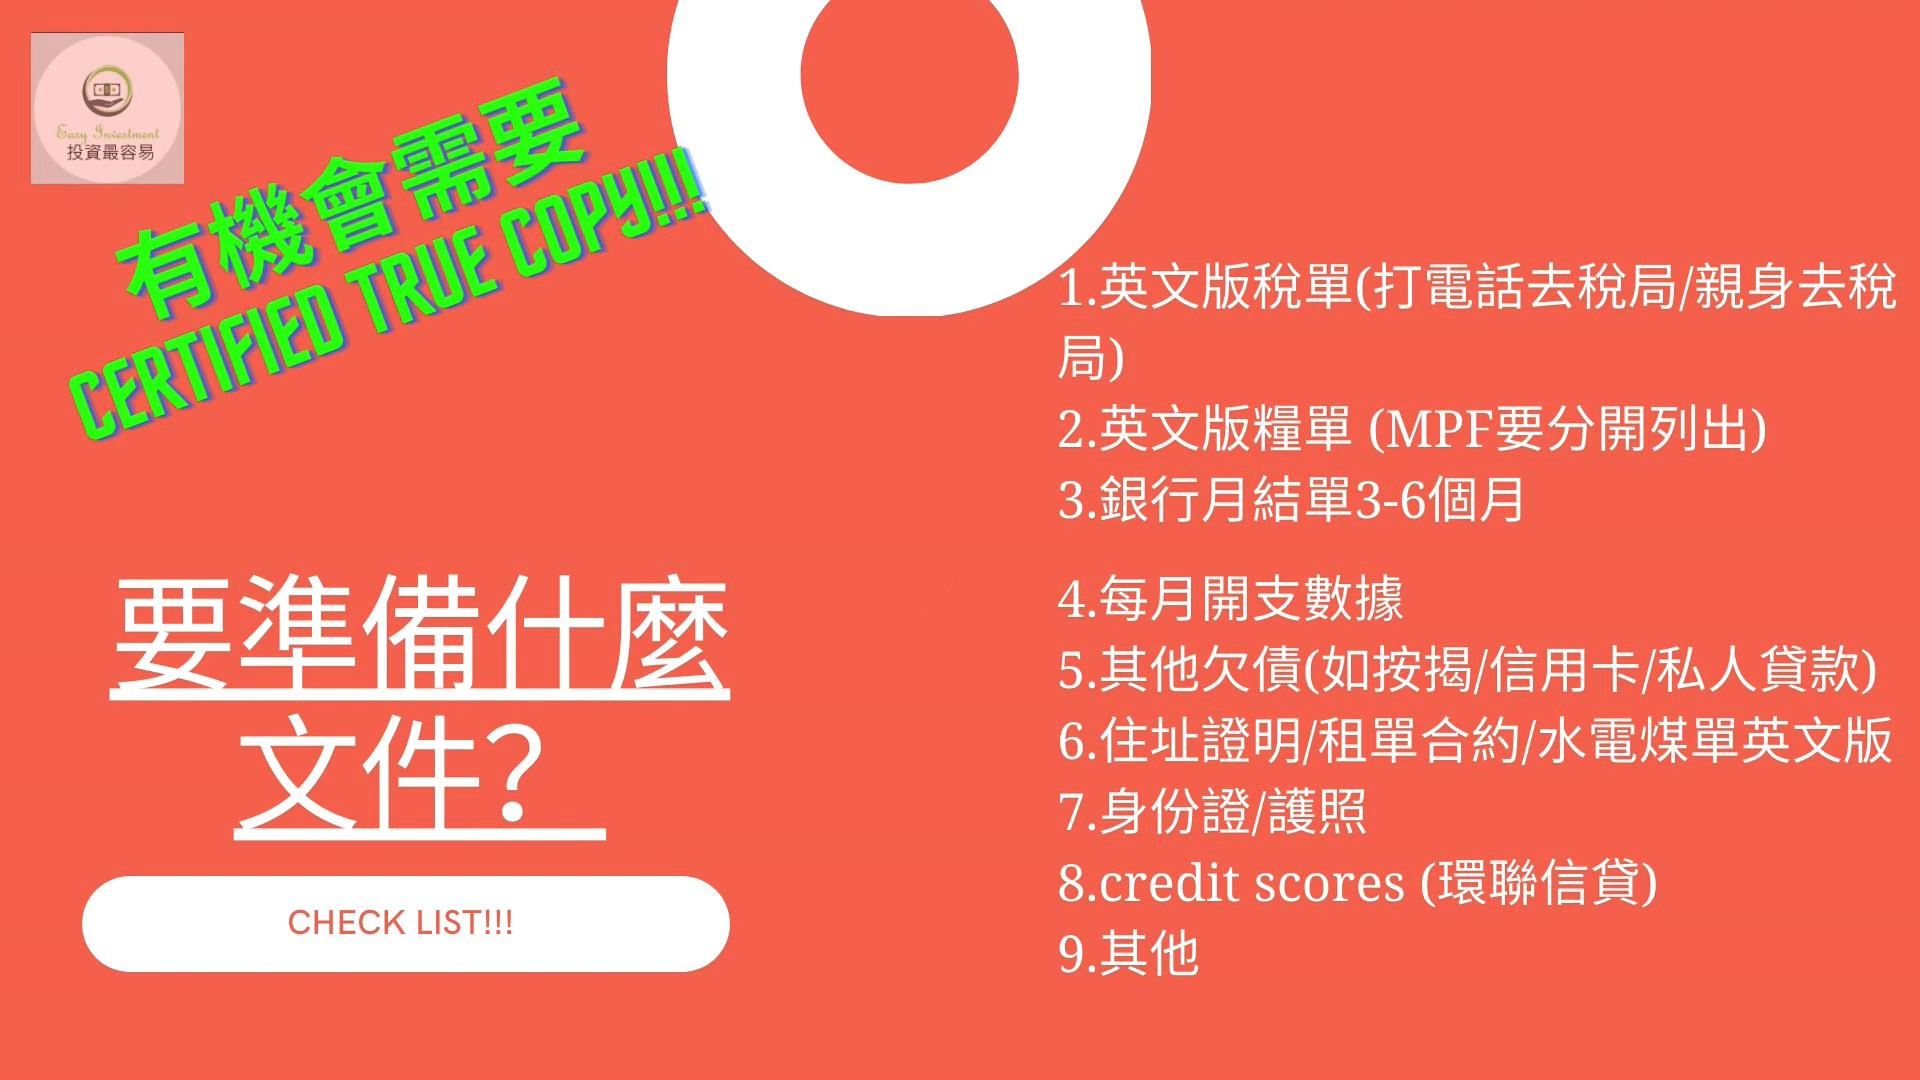 Easy Investment
投資最容易
有機會需要
CERTIFIED TRUE COPY!!!
要準備什麼
文件?
CHECK LIST!!!
1.英文版稅單(打電話去稅局/親身去稅
局)
2.英文版糧單 (MPF要分開列出)
3.銀行月結單3-6個月
4.每月開支數據
5.其他欠債(如按揭/信用卡/私人貸款)
6.住址證明/租單合約/水電煤單英文版
7.身份證/護照
8.credit scores (環聯信貸)
9.其他